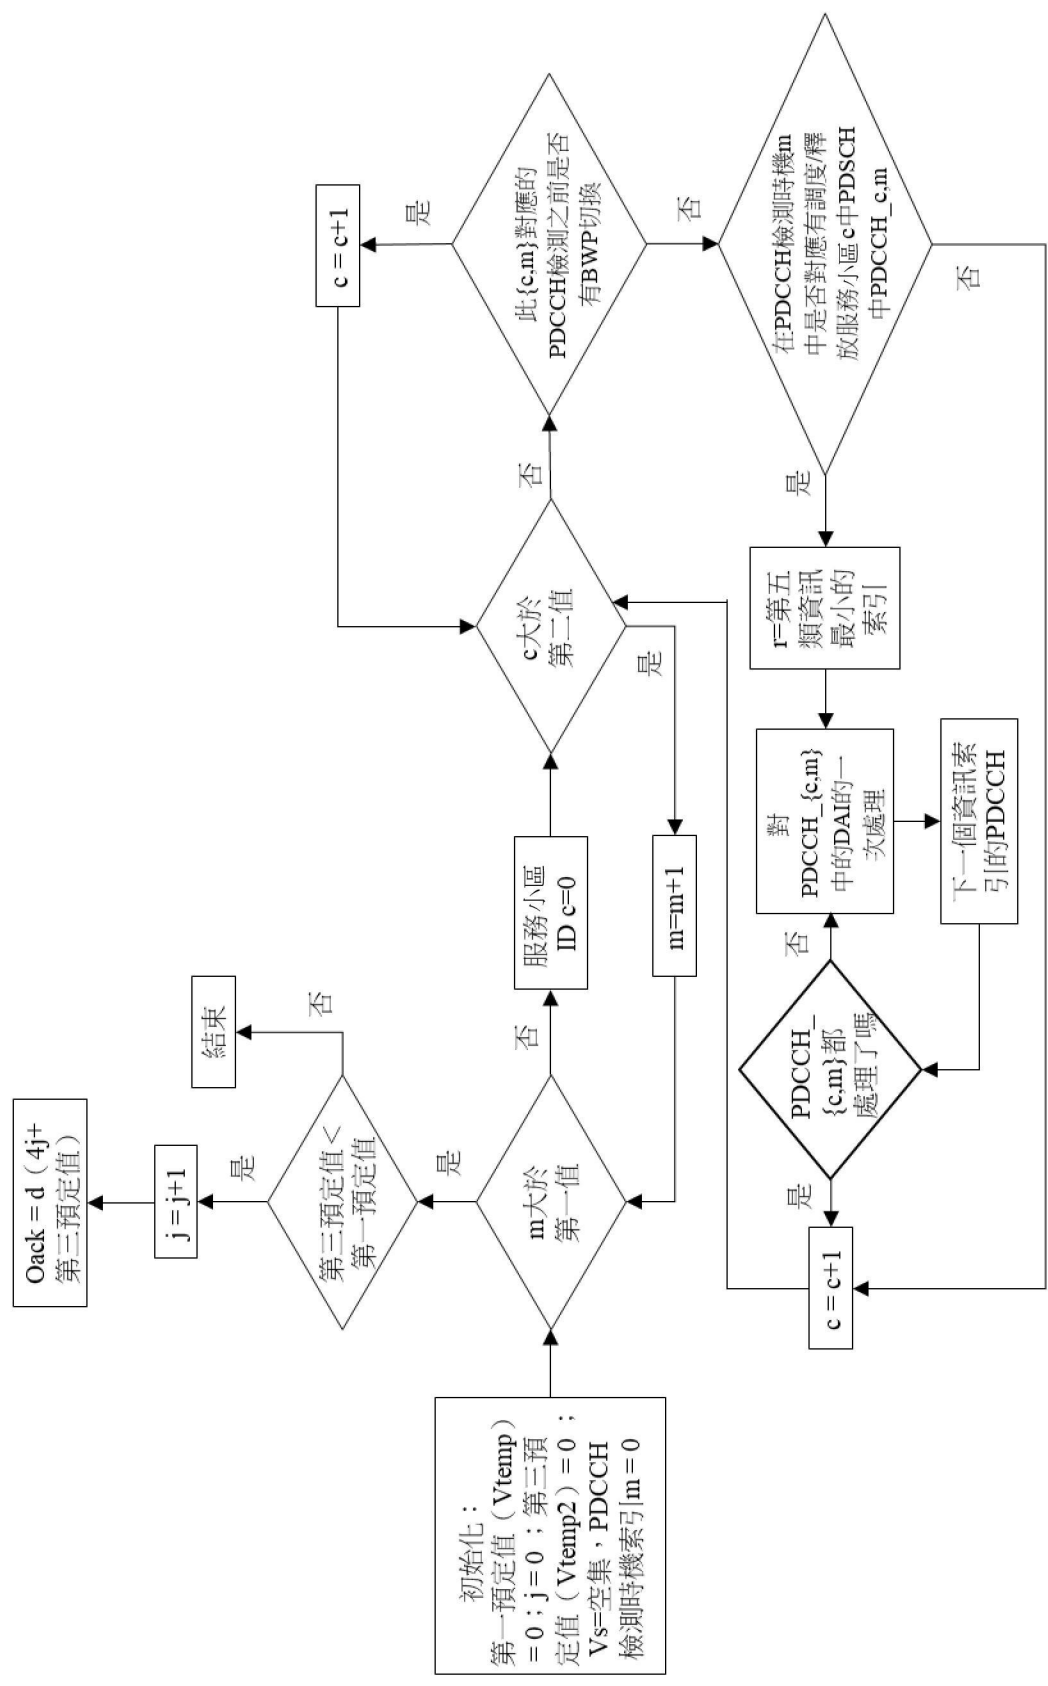 初始化：
第一預定值（Vtemp）
= 0；j = 0；第三預
定值（Vtemp2）= 0；
Vs=空集，PDCCH
檢測時機索引m = 0
m大於
第一值
是
否
第三預定值<
第一預定值
是
否
j = j+1
Oack = d（4j+
第三預定值）
結束
服務小區
ID c=0
c大於
第二值
是
否
m=m+1
此{c,m}對應的
PDCCH檢測之前是否
有BWP切換
是
否
c = c+1
在PDCCH檢測時機m
中是否對應有調度/釋
放服務小區 c中PDSCH
中PDCCH_c,m
是
否
r=第五
類資訊
最小的
索引
對
PDCCH_{c,m}
中的DAI的一
次處理
下一個資訊索
引的PDCCH
PDCCH_
{c,m}都
處理了嗎
否
是
c = c+1